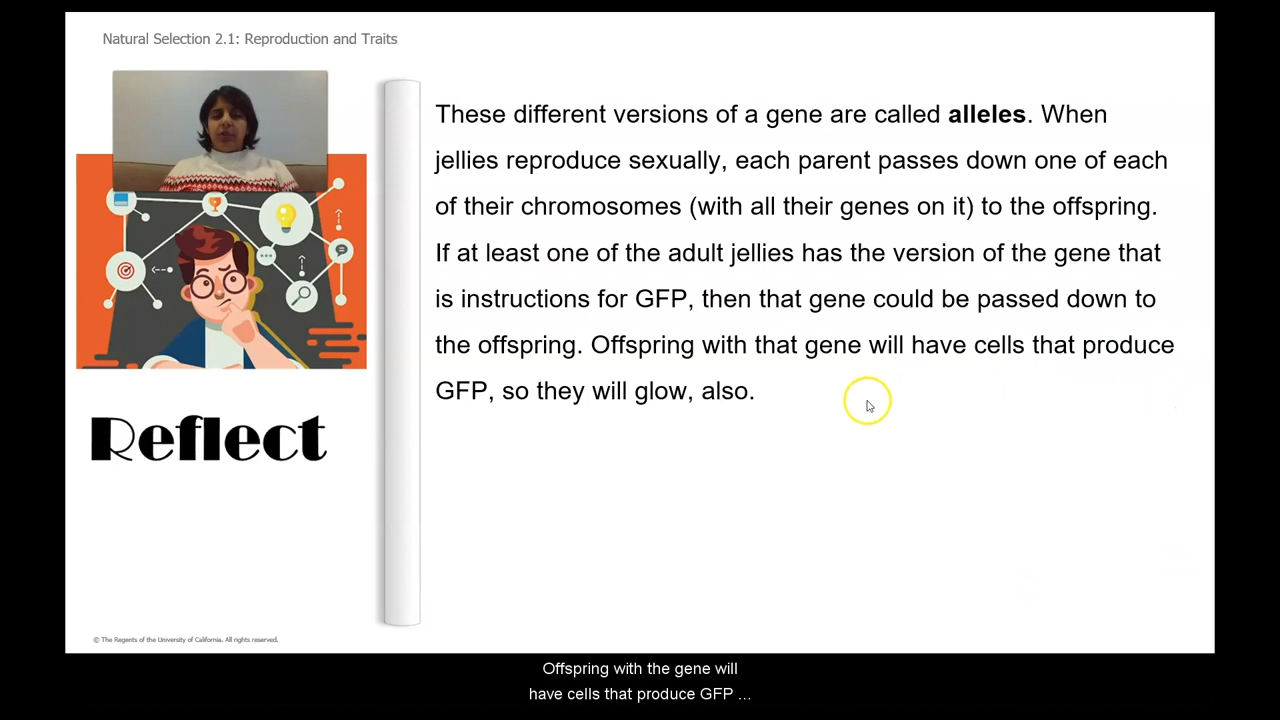 Natural Selection 2.1: Reproduction and Traits
These different versions of a gene are called alleles. When
jellies reproduce sexually, each parent passes down one of each
of their chromosomes (with all their genes on it) to the offspring.
If at least one of the adult jellies has the version of the gene that
is instructions for GFP, then that gene could be passed down to
the offspring. Offspring with that gene will have cells that produce
GFP, so they will glow, also.
Reflect
© The Regents of the University of California. All rights reserved.
Offspring with the gene will
have cells that produce GFP ...